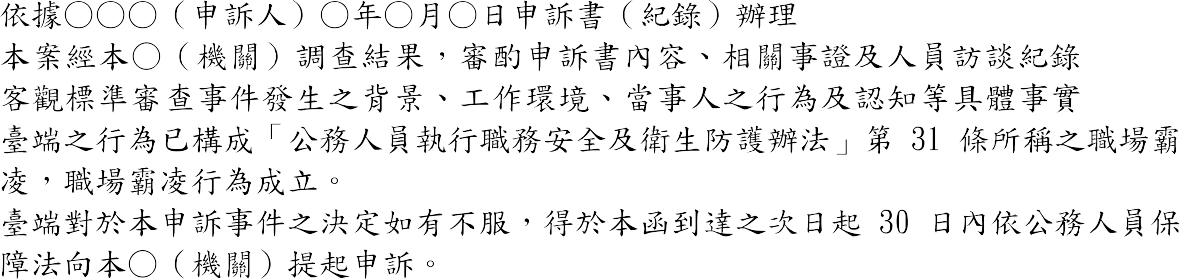 依據○○○（申訴人）○年○月○日申訴書（紀錄）辦理
本案經本○（機關）調查結果，審酌申訴書內容、相關事證及人員訪談紀錄
客觀標準審查事件發生之背景、工作環境、當事人之行為及認知等具體事實
臺端之行為已構成「公務人員執行職務安全及衛生防護辦法」第 31 條所稱之職場霸
凌，職場霸凌行為成立。
臺端對於本申訴事件之決定如有不服，得於本函到達之次日起 30 日內依公務人員保
障法向本○（機關）提起申訴。